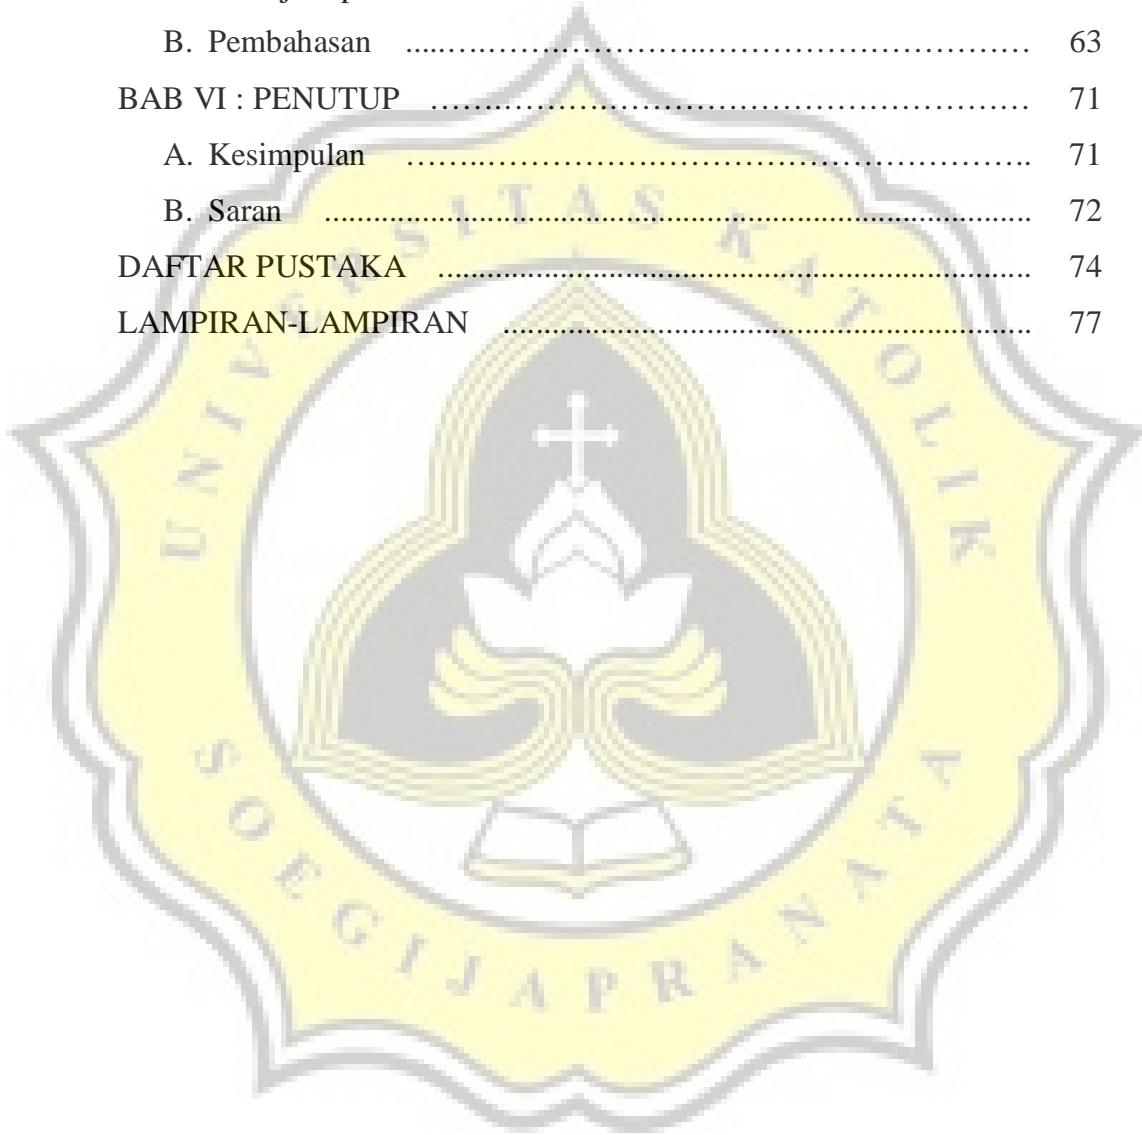 B. Pembahasan .................................................. 63
BAB VI : PENUTUP .................................................. 71
A. Kesimpulan .................................................. 71
B. Saran .................................................. 72
DAFTAR PUSTAKA .................................................. 74
LAMPIRAN-LAMPIRAN .................................................. 77
UNIVERSITAS KATOLIK
SOEGIJAPRANATA